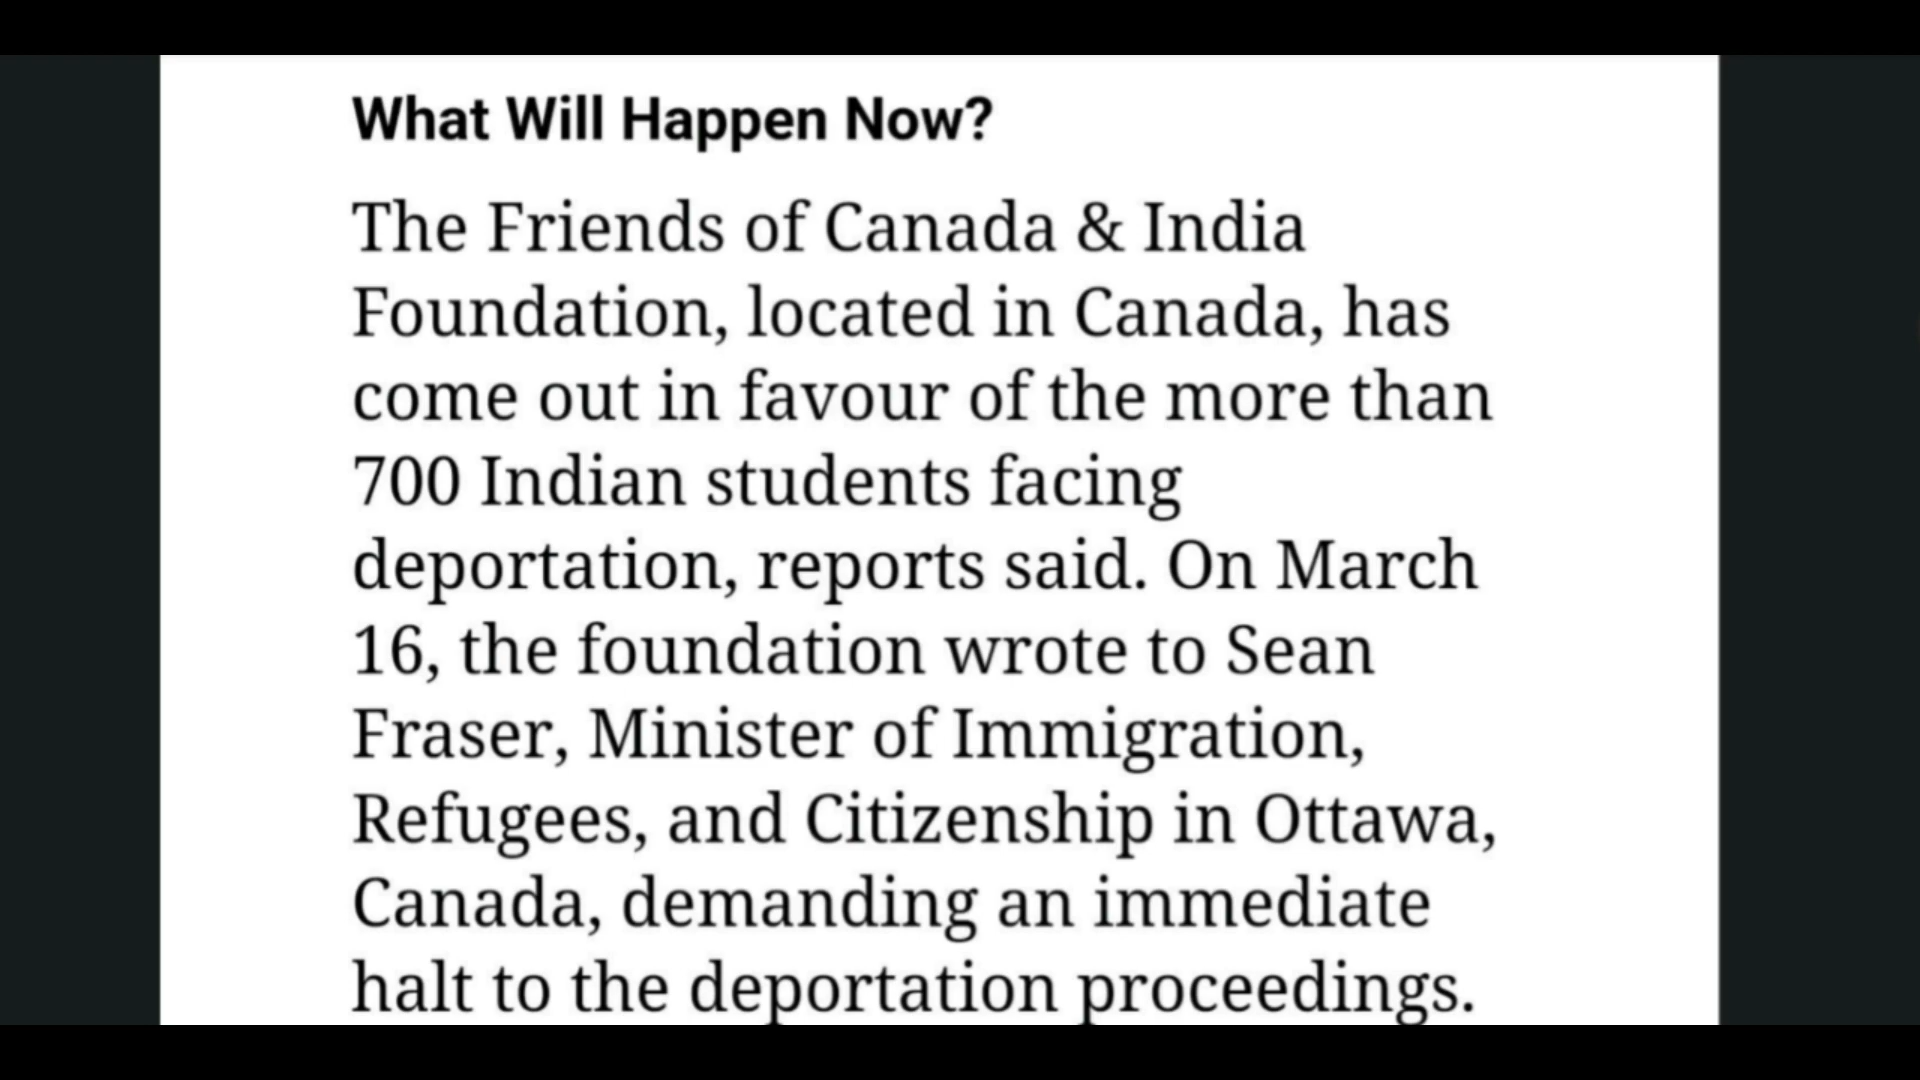 What Will Happen Now?
The Friends of Canada & India
Foundation, located in Canada, has
come out in favour of the more than
700 Indian students facing
deportation, reports said. On March
16, the foundation wrote to Sean
Fraser, Minister of Immigration,
Refugees, and Citizenship in Ottawa,
Canada, demanding an immediate
halt to the deportation proceedings.